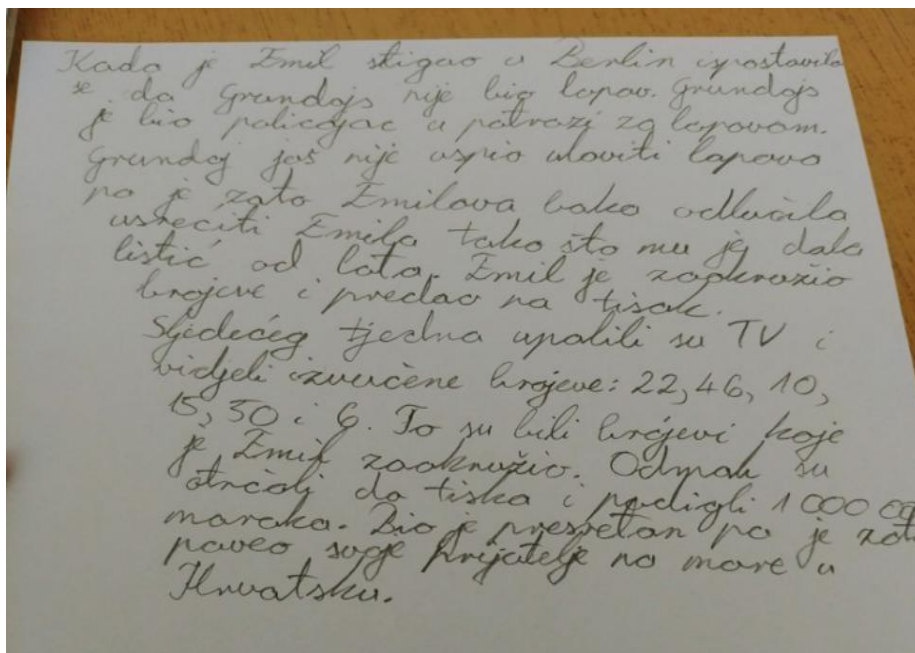 Kada je Emil stigao u Berlin ispostavilo
se da Grundajs nije bio lopov. Grundajs
je bio policajac u potrazi za lopovom.
Grundaj još nije uspio uloviti lopova
pa je zato Emilova baka odlučila
usrećiti Emila tako što mu je dala
listić od lota. Emil je zaokružio
brojeve i predao na tisak.
Sljedećeg tjedna upalili su TV i
vidjeli izvučene brojeve: 22, 46, 10,
15, 30 i 6. To su bili brojevi koje
je Emil zaokružio. Odmah su
otrčali do tiska i podigli 1 000 00
maraka. Bio je presretan pa je zato
poveo svoje prijatelje na more u
Hrvatsku.